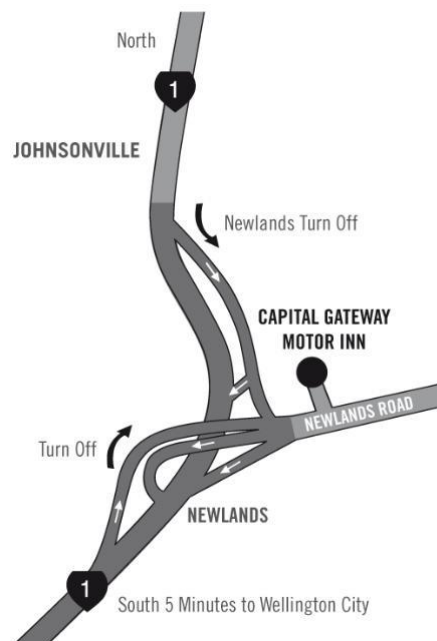 North
1
JOHNSONVILLE
Newlands Turn Off
CAPITAL GATEWAY
MOTOR INN
NEWLANDS ROAD
Turn Off
NEWLANDS
1
South 5 Minutes to Wellington City